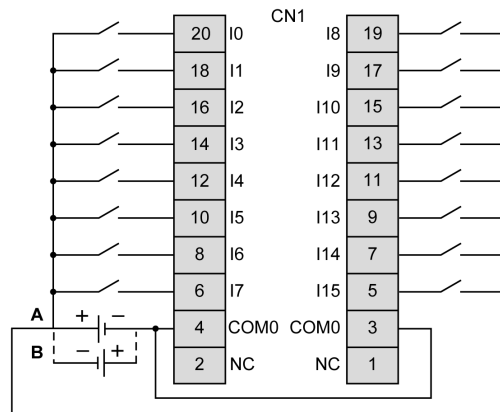 CN1
20 I0 I8 19
18 I1 I9 17
16 I2 I10 15
14 I3 I11 13
12 I4 I12 11
10 I5 I13 9
8 I6 I14 7
6 I7 I15 5
A + − 4 COM0 COM0 3
B − + 2 NC NC 1